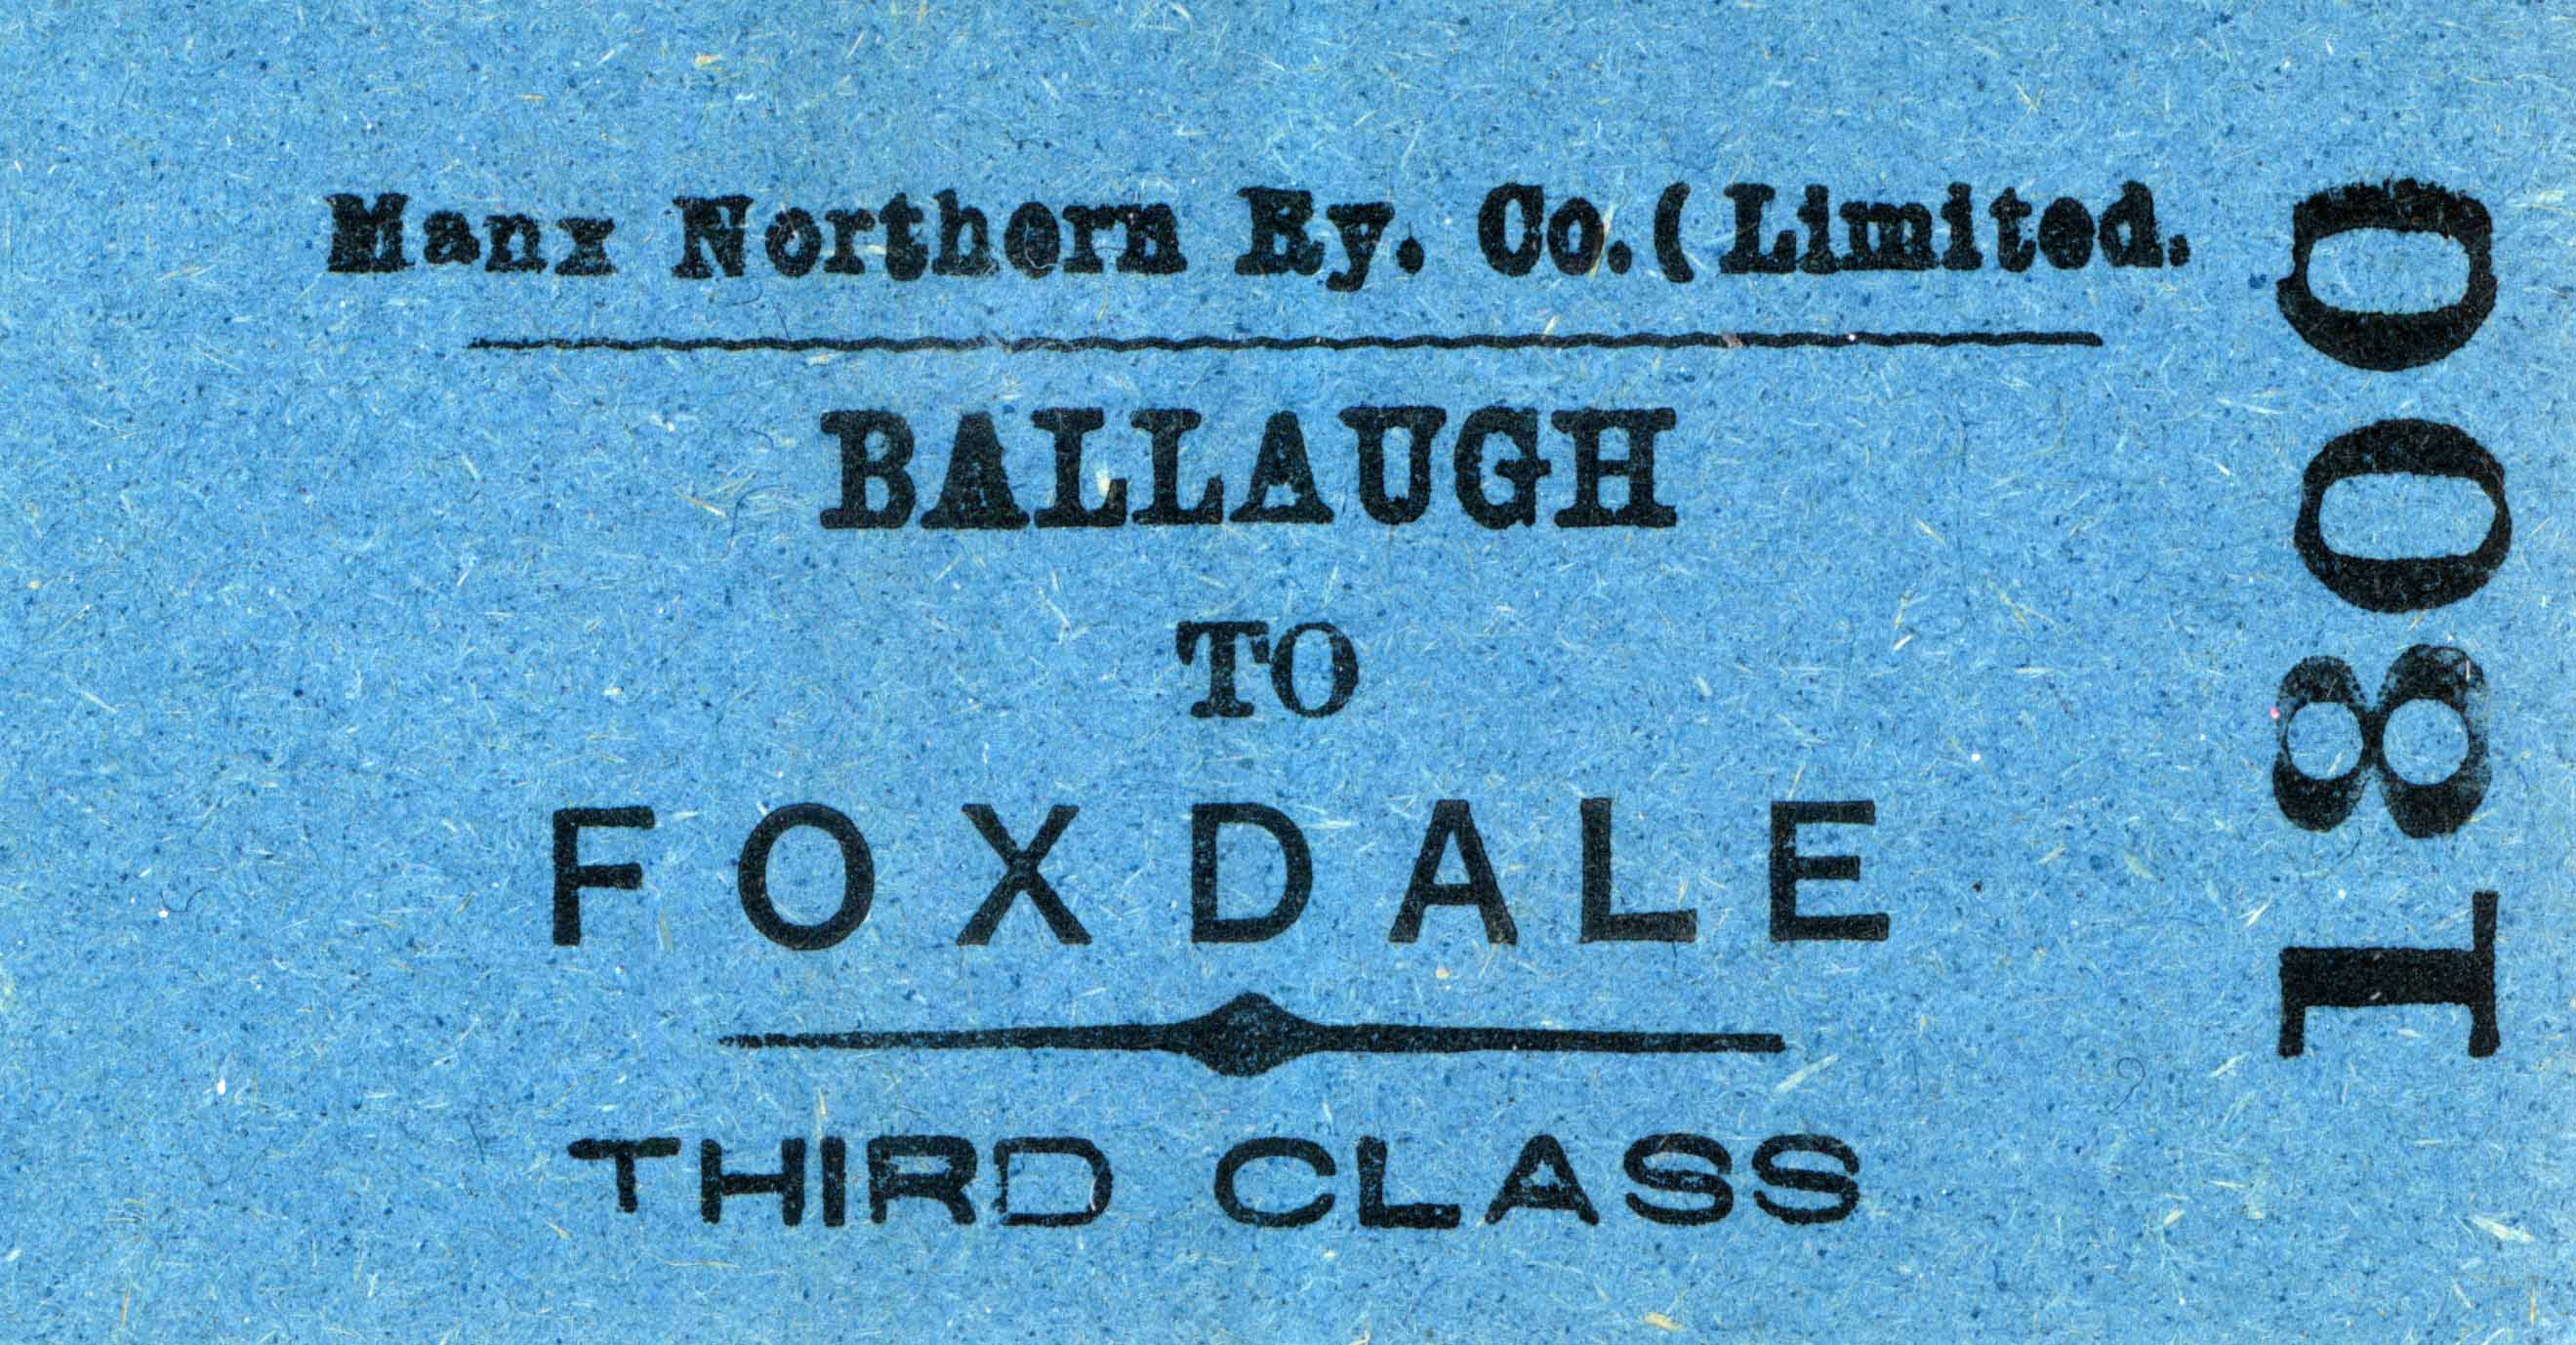 Manx Northern Ry. Co.(Limited.
BALLAUGH
TO
FOXDALE
THIRD CLASS
1800